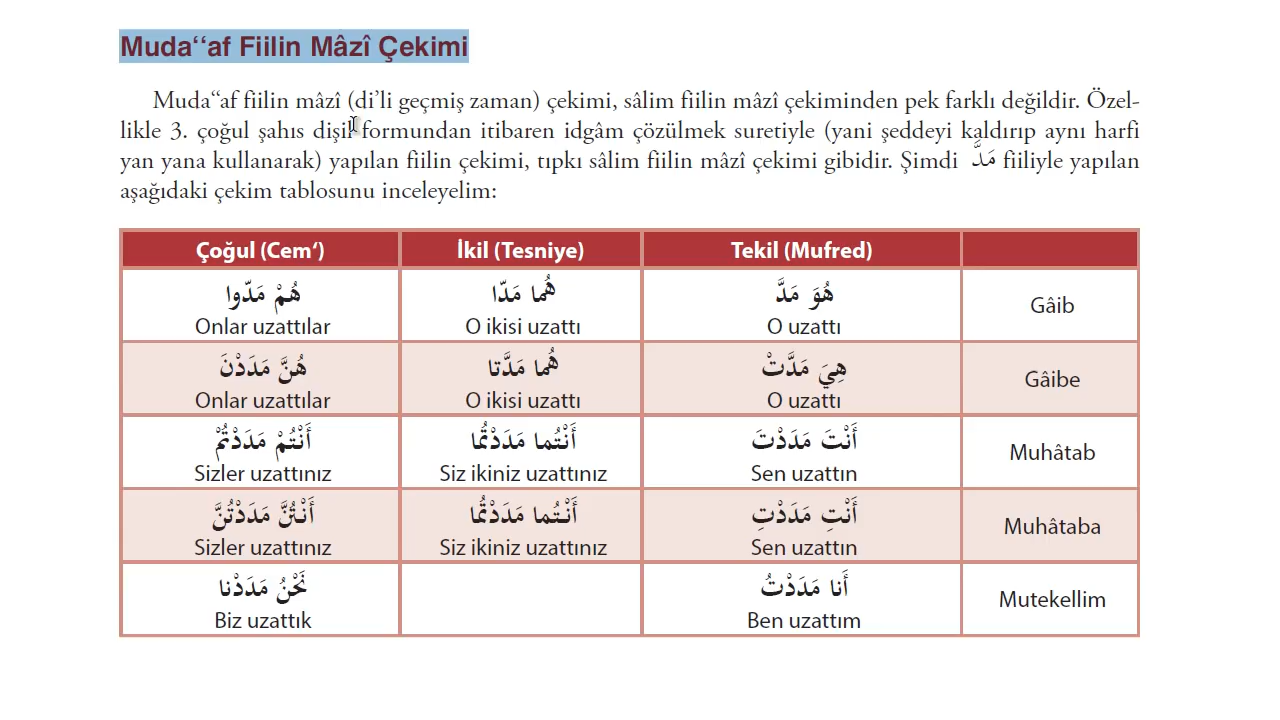 Muda““af Fiilin Mâzî Çekimi
Muda“af fiilin mâzî (di’li geçmiş zaman) çekimi, sâlim fiilin mâzî çekiminden pek farklı değildir. Özel-
likle 3. çoğul şahıs dişil formundan itibaren idgâm çözülmek suretiyle (yani şeddeyi kaldırıp aynı harfi
yan yana kullanarak) yapılan fiilin çekimi, tıpkı sâlim fiilin mâzî çekimi gibidir. Şimdi مَدَّ fiiliyle yapılan
aşağıdaki çekim tablosunu inceleyelim:
Çoğul (Cem‘) İkil (Tesniye) Tekil (Mufred)
هُمْ مَدّوا هُما مَدّا هُوَ مَدَّ
Onlar uzattılar O ikisi uzattı O uzattı Gâib
هُنَّ مَدَدْنَ هُما مَدَّتا هِيَ مَدَّتْ
Onlar uzattılar O ikisi uzattı O uzattı Gâibe
أَنْتُمْ مَدَدْتُمْ أَنْتُما مَدَدْتُما أَنْتَ مَدَدْتَ
Sizler uzattınız Siz ikiniz uzattınız Sen uzattın Muhâtab
أَنْتُنَّ مَدَدْتُنَّ أَنْتُما مَدَدْتُما أَنْتِ مَدَدْتِ
Sizler uzattınız Siz ikiniz uzattınız Sen uzattın Muhâtaba
نَحْنُ مَدَدْنا أَنا مَدَدْتُ
Biz uzattık Ben uzattım Mutekellim